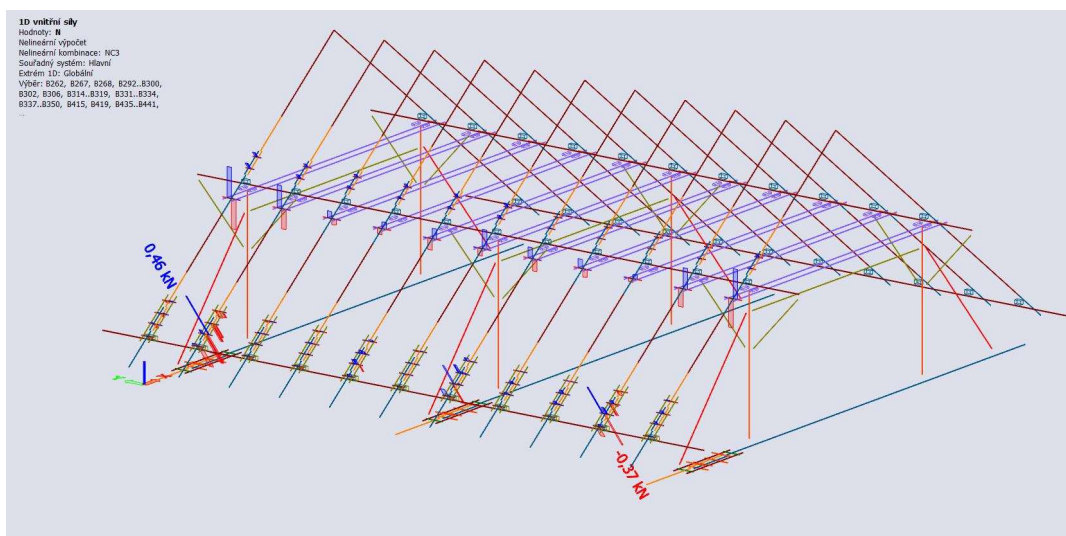 1D vnitřní síly
Hodnoty: N
Nelineární výpočet
Nelineární kombinace: NC3
Souřadný systém: Hlavní
Extrém 1D: Globální
Výběr: B262, B267, B268, B292..B300,
B302, B306, B314..B319, B331..B334,
B337..B350, B415, B419, B435..B441,
...
0,46 kN
-0,37 kN